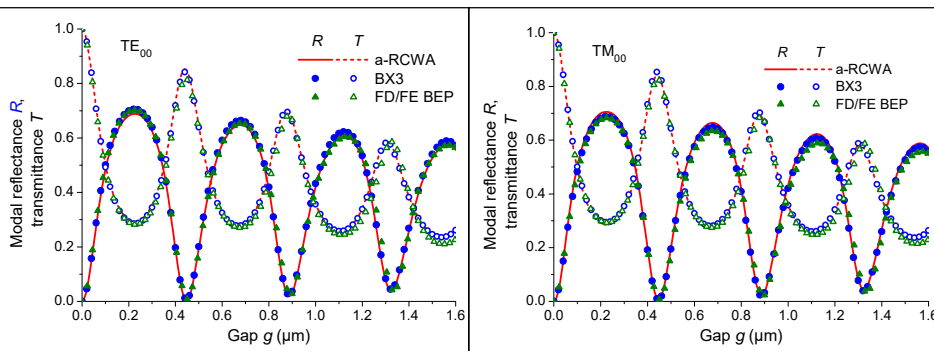 Modal reflectance R,
transmittance T
1.0
0.8
0.6
0.4
0.2
0.0
TE00
R T
a-RCWA
BX3
FD/FE BEP
0.0 0.2 0.4 0.6 0.8 1.0 1.2 1.4 1.6
Gap g (µm)
Modal reflectance R,
transmittance T
1.0
0.8
0.6
0.4
0.2
0.0
TM00
R T
a-RCWA
BX3
FD/FE BEP
0.0 0.2 0.4 0.6 0.8 1.0 1.2 1.4 1.6
Gap g (µm)